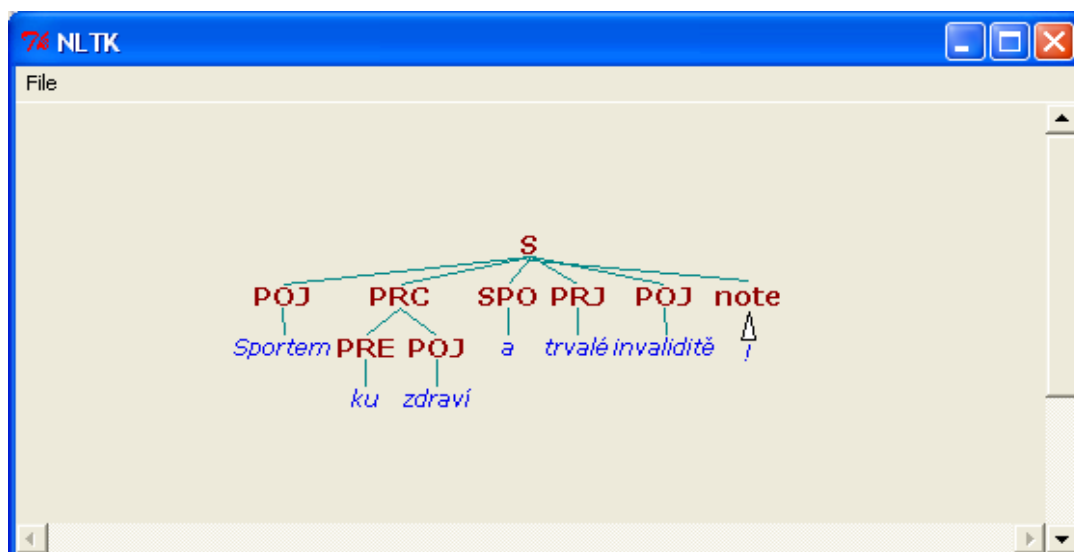 NLTK
File
S
POJ PRC SPO PRJ POJ note
Sportem PRE POJ a trvalé invaliditě !
ku zdraví